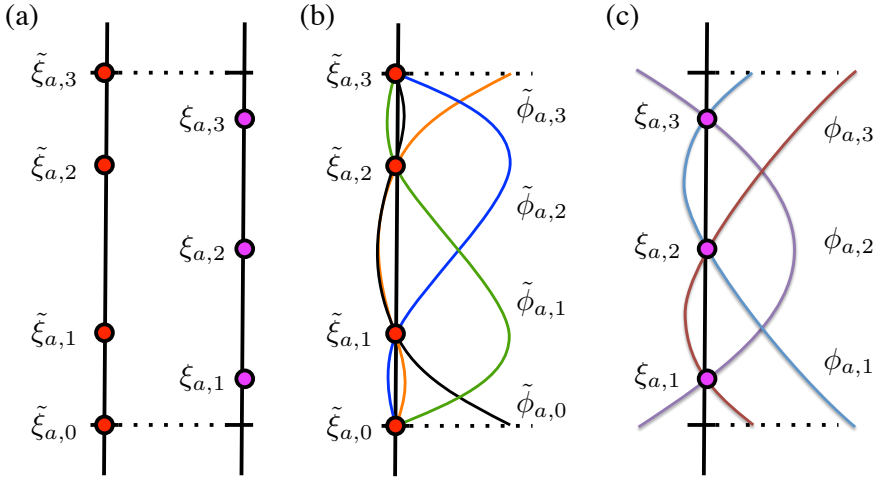 (a) (b) (c)
ξ̃a,3 ξ̃a,3
ξa,3 ϕ̃a,3 ξa,3 ϕa,3
ξ̃a,2 ξ̃a,2
ϕ̃a,2
ξa,2 ξa,2 ϕa,2
ϕ̃a,1
ξ̃a,1 ξ̃a,1
ξa,1 ξa,1 ϕa,1
ϕ̃a,0
ξ̃a,0 ξ̃a,0